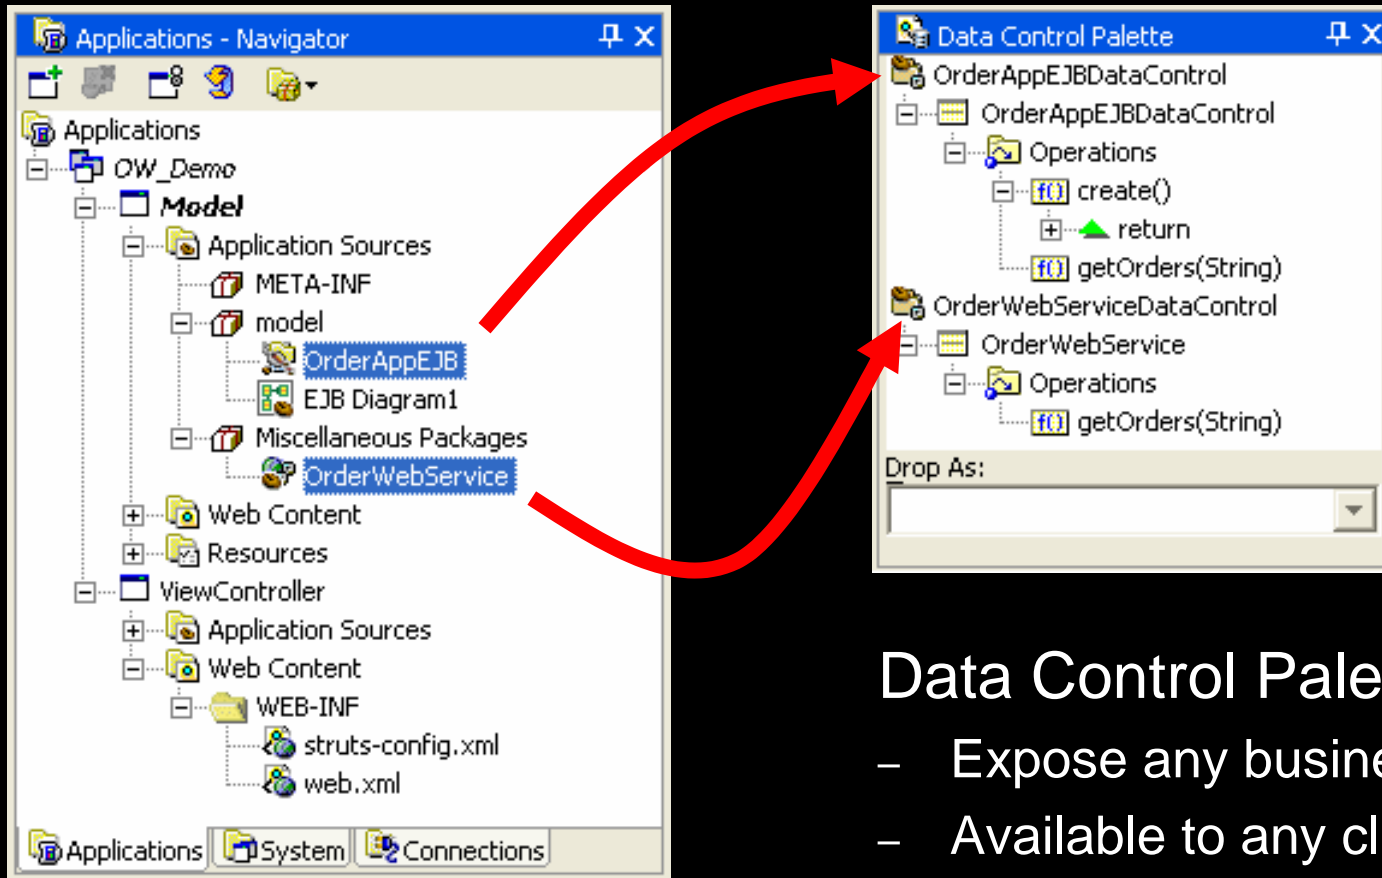 Applications - Navigator
Applications
OW_Demo
Model
Application Sources
META-INF
model
OrderAppEJB
EJB Diagram1
Miscellaneous Packages
OrderWebService
Web Content
Resources
ViewController
Application Sources
Web Content
WEB-INF
struts-config.xml
web.xml
Applications System Connections
Data Control Palette
OrderAppEJBDataControl
OrderAppEJBDataControl
Operations
f() create()
return
f() getOrders(String)
OrderWebServiceDataControl
OrderWebService
Operations
f() getOrders(String)
Drop As:
Data Control Pale
– Expose any busine
– Available to any cl